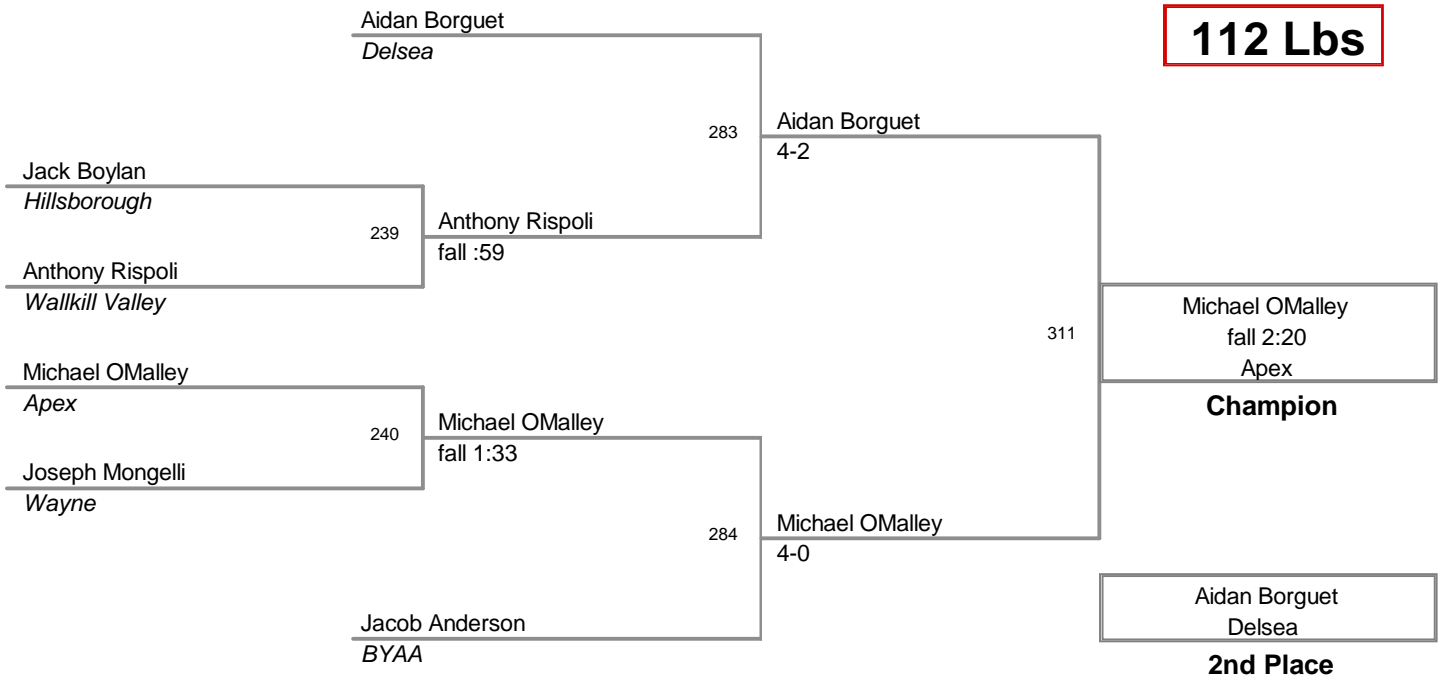 Aidan Borguet
Delsea
112 Lbs
283
Aidan Borguet
4-2
Jack Boylan
Hillsborough
239
Anthony Rispoli
fall :59
Anthony Rispoli
Wallkill Valley
311
Michael OMalley
fall 2:20
Apex
Champion
Michael OMalley
Apex
240
Michael OMalley
fall 1:33
Joseph Mongelli
Wayne
284
Michael OMalley
4-0
Jacob Anderson
BYAA
Aidan Borguet
Delsea
2nd Place